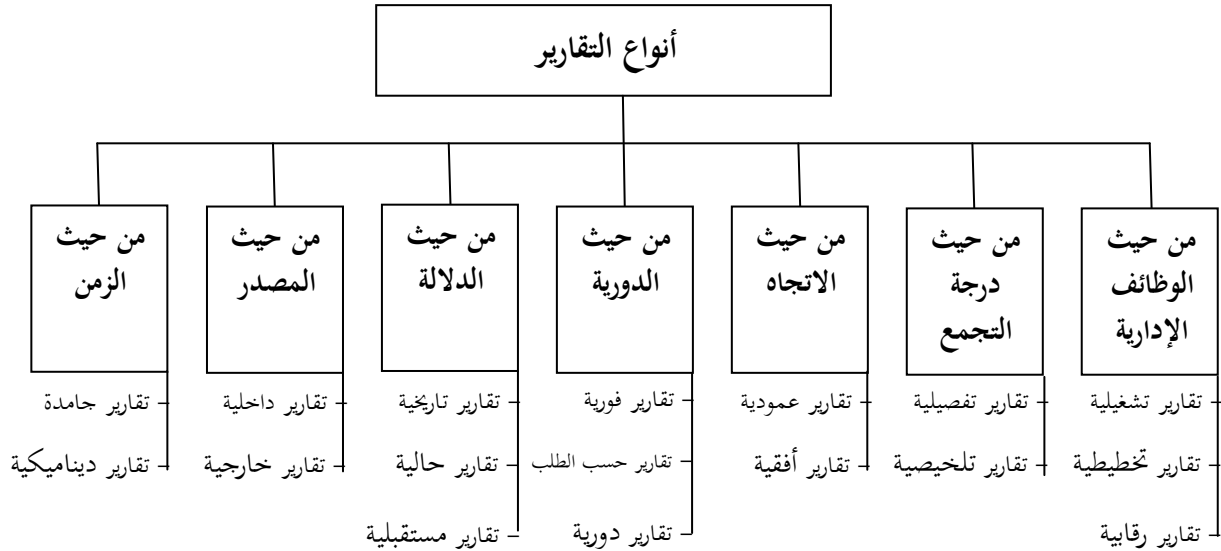 أنواع التقارير
من حيث
الوظائف
الإدارية
- تقارير تشغيلية
- تقارير تخطيطية
- تقارير رقابية
من حيث
درجة
التجمع
- تقارير تفصيلية
- تقارير تلخيصية
من حيث
الاتجاه
- تقارير عمودية
- تقارير أفقية
من حيث
الدورية
- تقارير فورية
- تقارير حسب الطلب
- تقارير دورية
من حيث
الدلالة
- تقارير تاريخية
- تقارير حالية
- تقارير مستقبلية
من حيث
المصدر
- تقارير داخلية
- تقارير خارجية
من حيث
الزمن
- تقارير جامدة
- تقارير ديناميكية